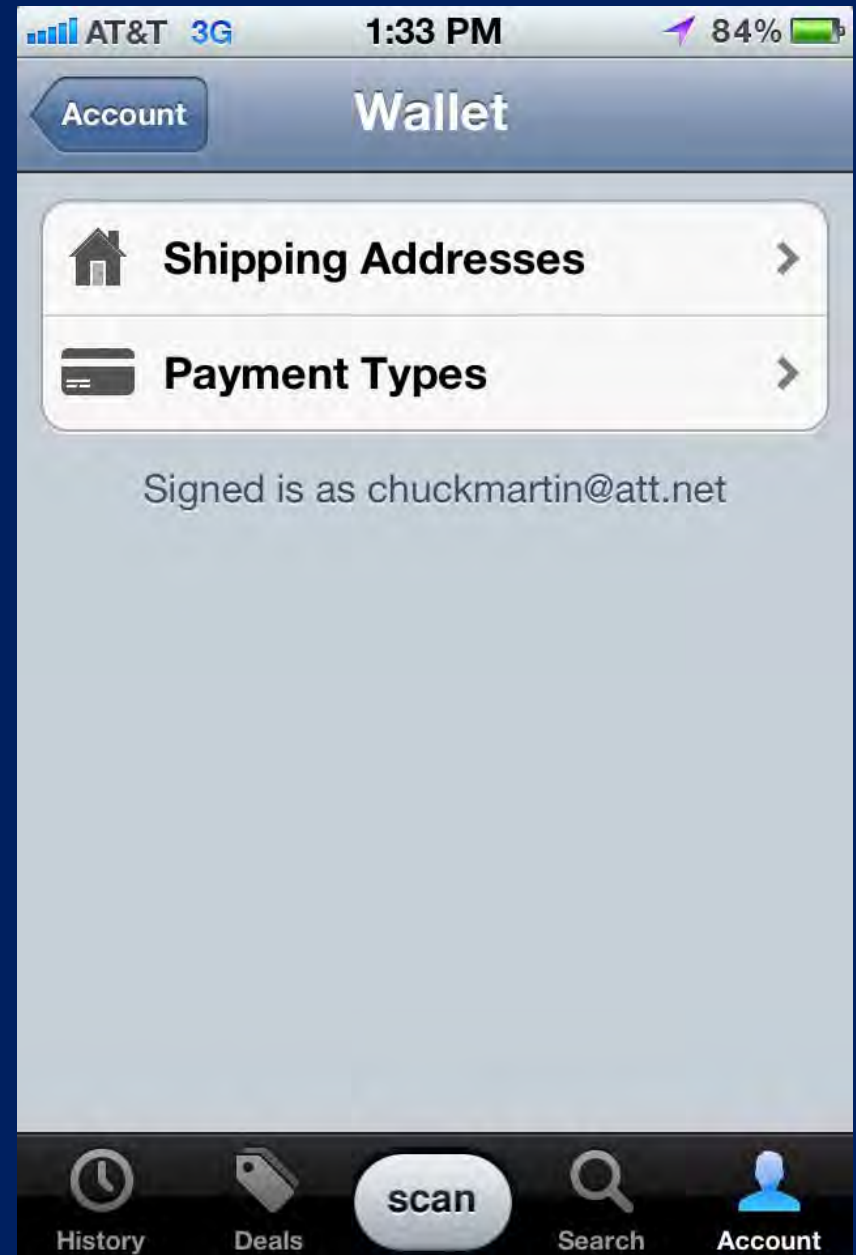 AT&T 3G 1:33 PM 84%
Account Wallet
Shipping Addresses
Payment Types
Signed is as chuckmartin@att.net
scan
History Deals Search Account